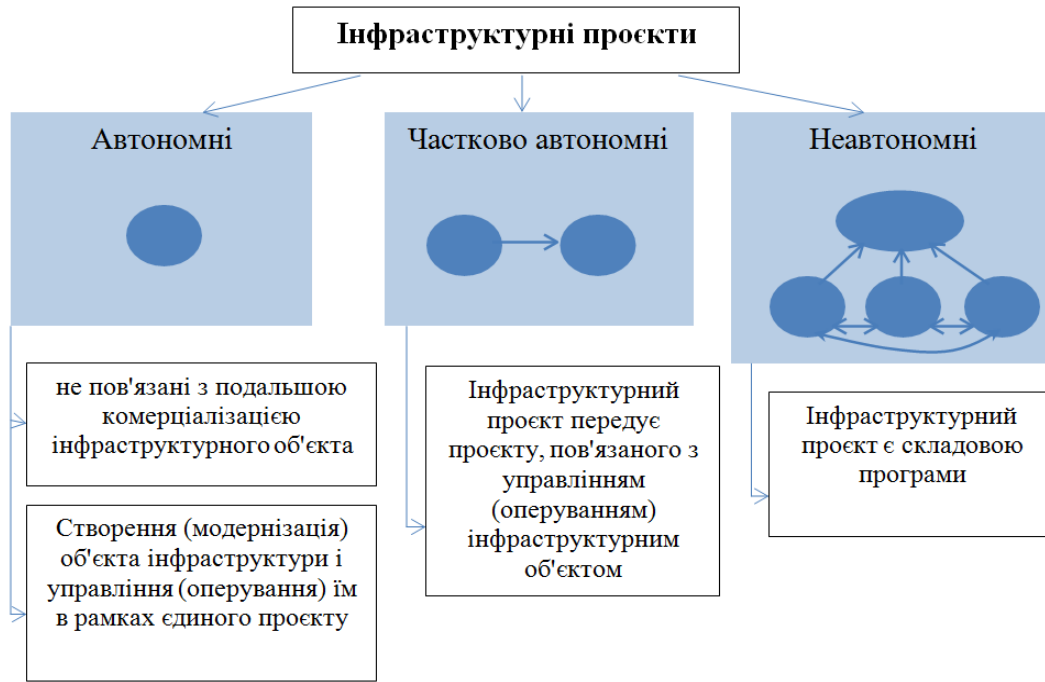 Інфраструктурні проєкти
Автономні
Частково автономні
Неавтономні
не пов'язані з подальшою
комерціалізацією
інфраструктурного об'єкта
Створення (модернізація)
об'єкта інфраструктури і
управління (оперування) їм
в рамках єдиного проєкту
Інфраструктурний
проєкт передує
проєкту, пов'язаного з
управлінням
(оперуванням)
інфраструктурним
об'єктом
Інфраструктурний
проєкт є складовою
програми